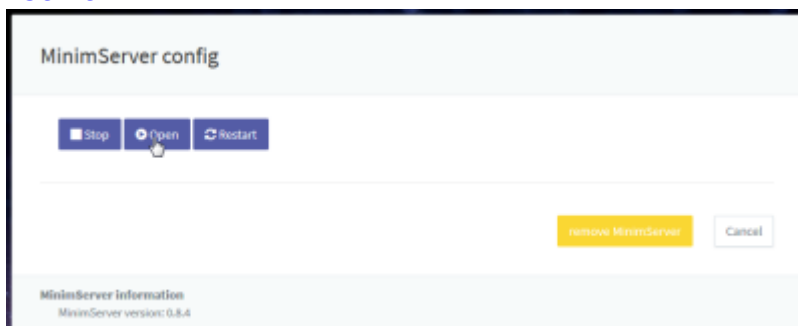 MinimServer config
Stop Open Restart
remove MinimServer Cancel
MinimServer information
MinimServer version: 0.8.4